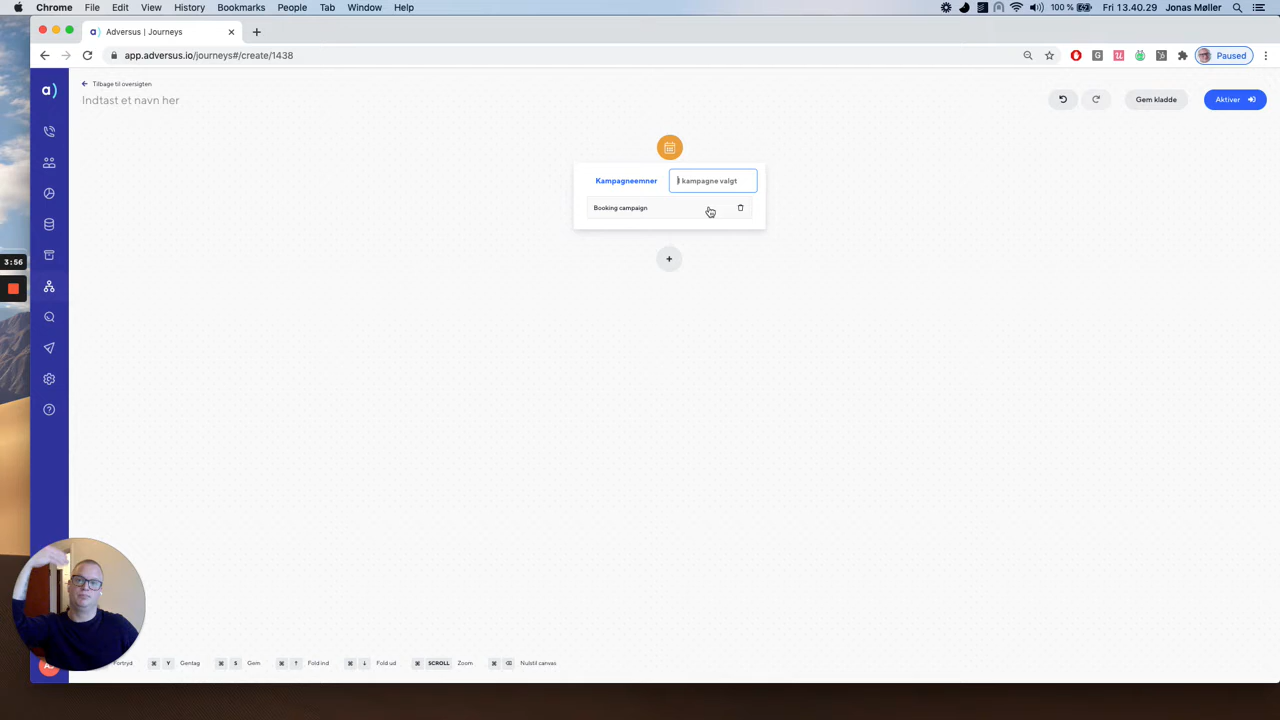 Chrome File Edit View History Bookmarks People Tab Window Help 100 % Fri 13.40.29 Jonas Møller
a) Adversus | Journeys
app.adversus.io/journeys#/create/1438 Paused
a)
Tilbage til oversigten
Indtast et navn her
Gem kladde
Aktiver
Kampagneemner
1 kampagne valgt
Booking campaign
+
3:56
Fortryd ⌘ Y Gentag ⌘ S Gem ⌘ ↑ Fold ind ⌘ ↓ Fold ud ⌘ SCROLL Zoom ⌘ ⌫ Nulstil canvas